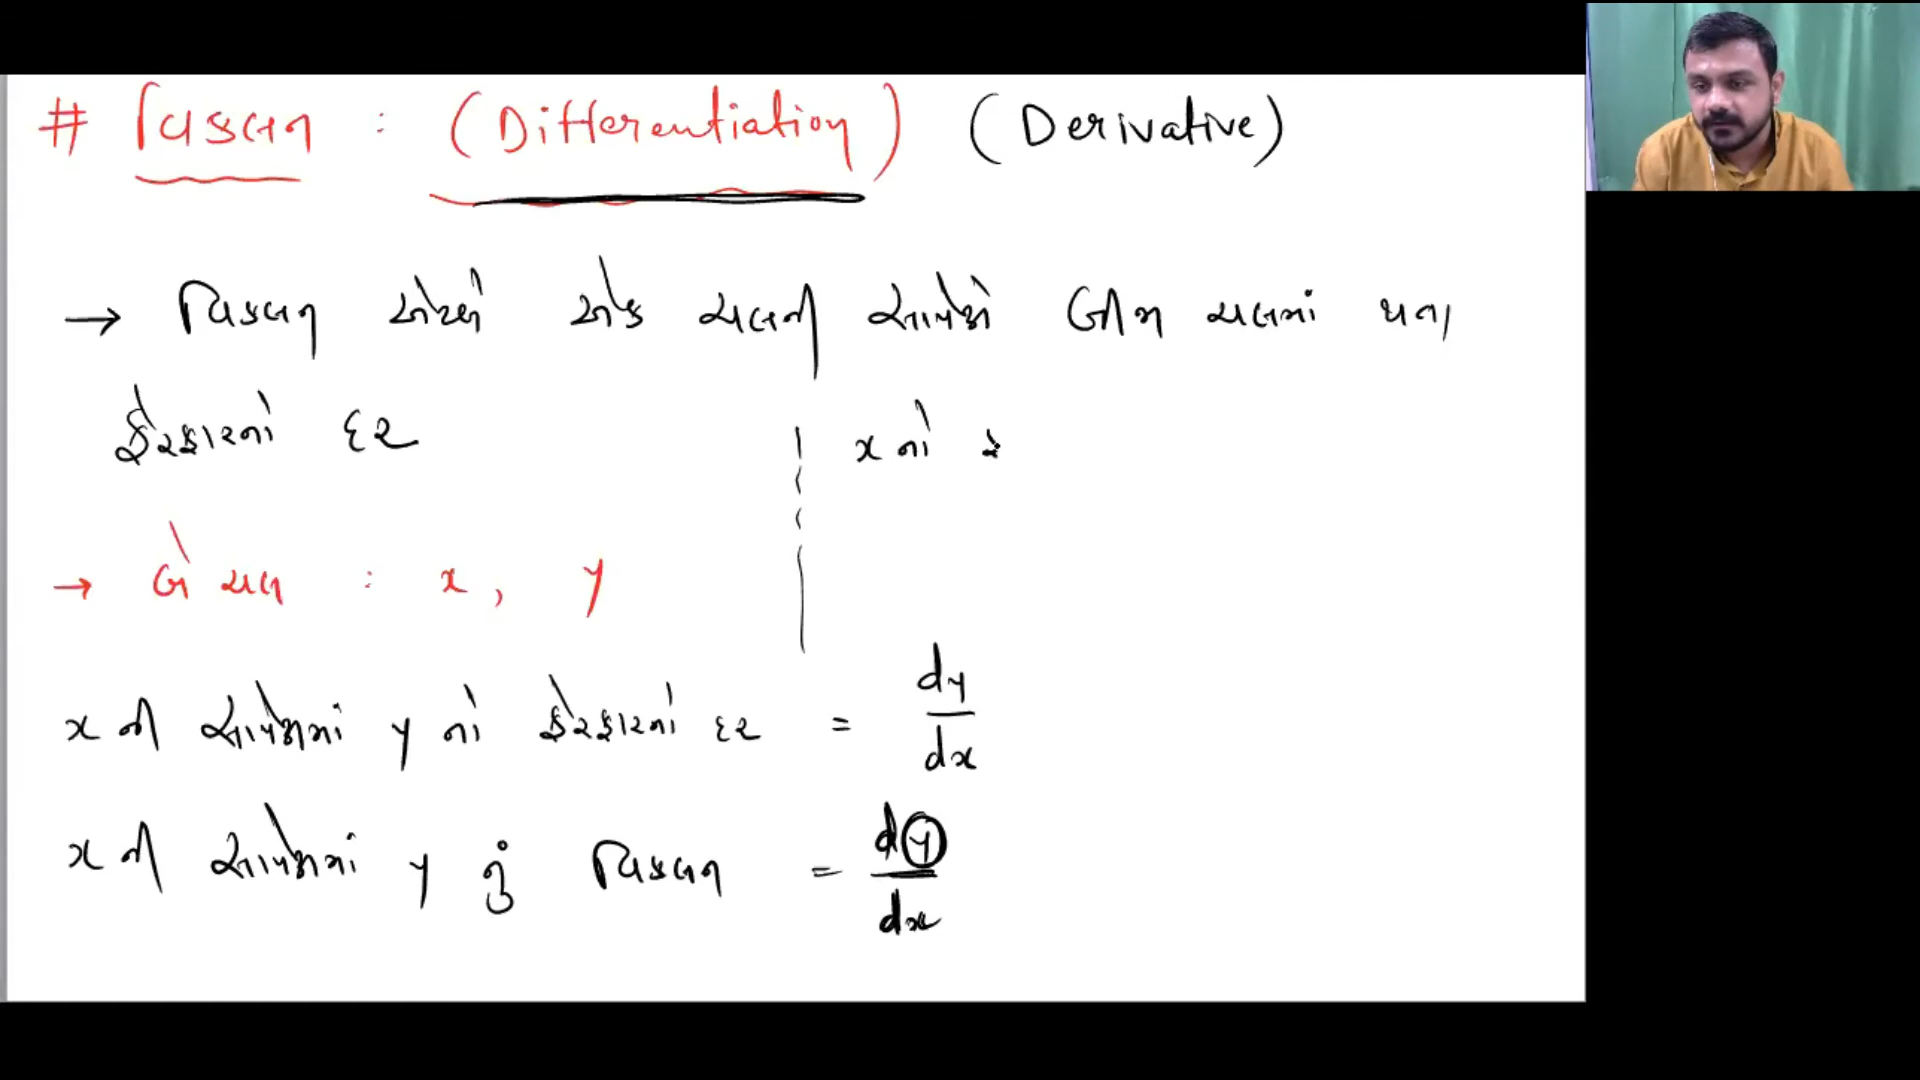 # વિકલન : (Differentiation) (Derivative)
→ વિકલન એટલે એક ચલની સાપેક્ષે બીજા ચલમાં થતા
ફેરફારનો દર
x નો
→ બે ચલ : x, y
x ની સાપેક્ષમાં y નો ફેરફારનો દર = dy/dx
x ની સાપેક્ષમાં y નું વિકલન = dy/dx